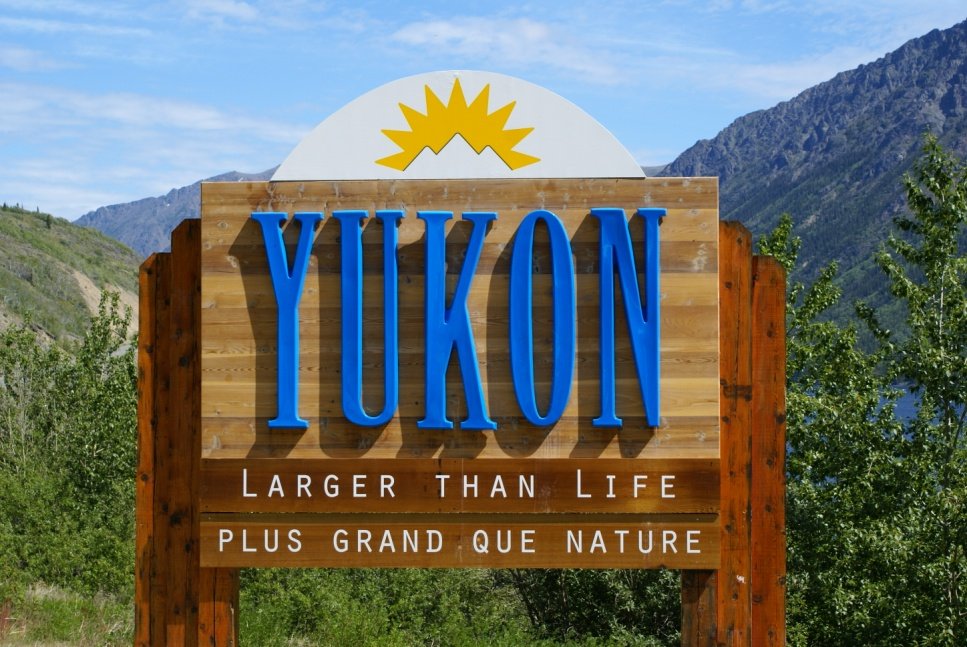 YUKON
LARGER THAN LIFE
PLUS GRAND QUE NATURE